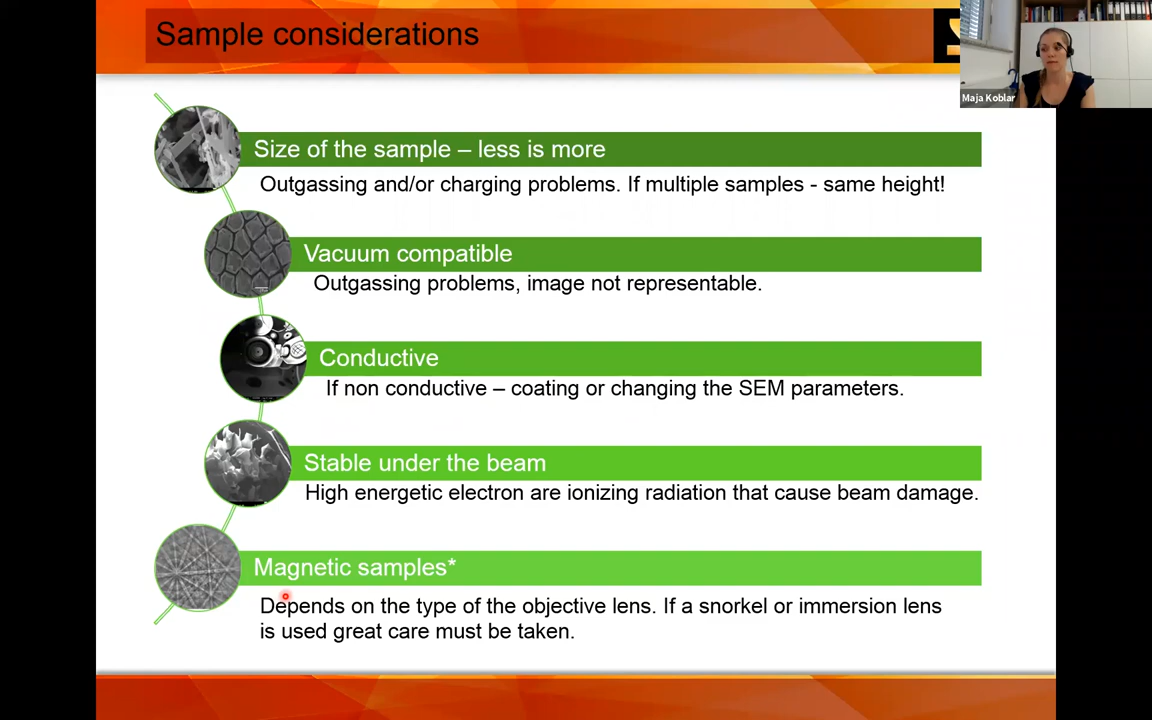 Sample considerations
Maja Koblar
Size of the sample – less is more
Outgassing and/or charging problems. If multiple samples - same height!
Vacuum compatible
Outgassing problems, image not representable.
Conductive
If non conductive – coating or changing the SEM parameters.
Stable under the beam
High energetic electron are ionizing radiation that cause beam damage.
Magnetic samples*
Depends on the type of the objective lens. If a snorkel or immersion lens
is used great care must be taken.